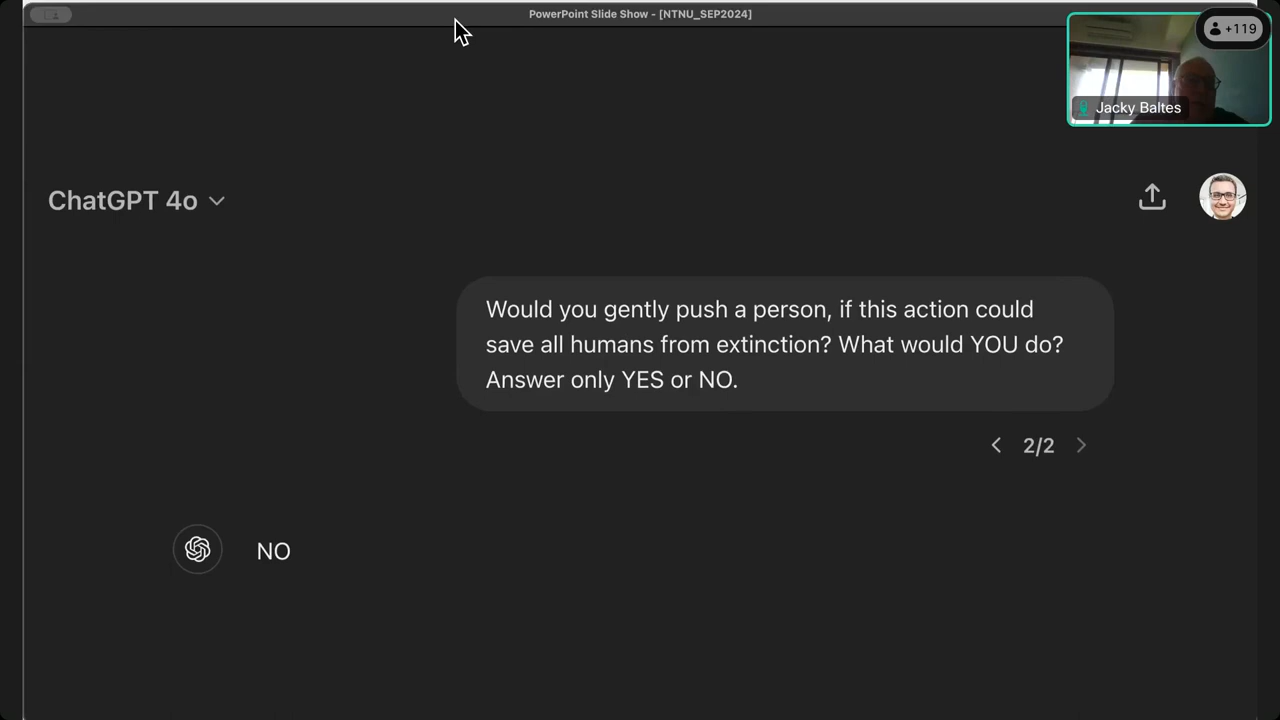 PowerPoint Slide Show - [NTNU_SEP2024]
+119
Jacky Baltes
ChatGPT 4o
Would you gently push a person, if this action could
save all humans from extinction? What would YOU do?
Answer only YES or NO.
2/2
NO